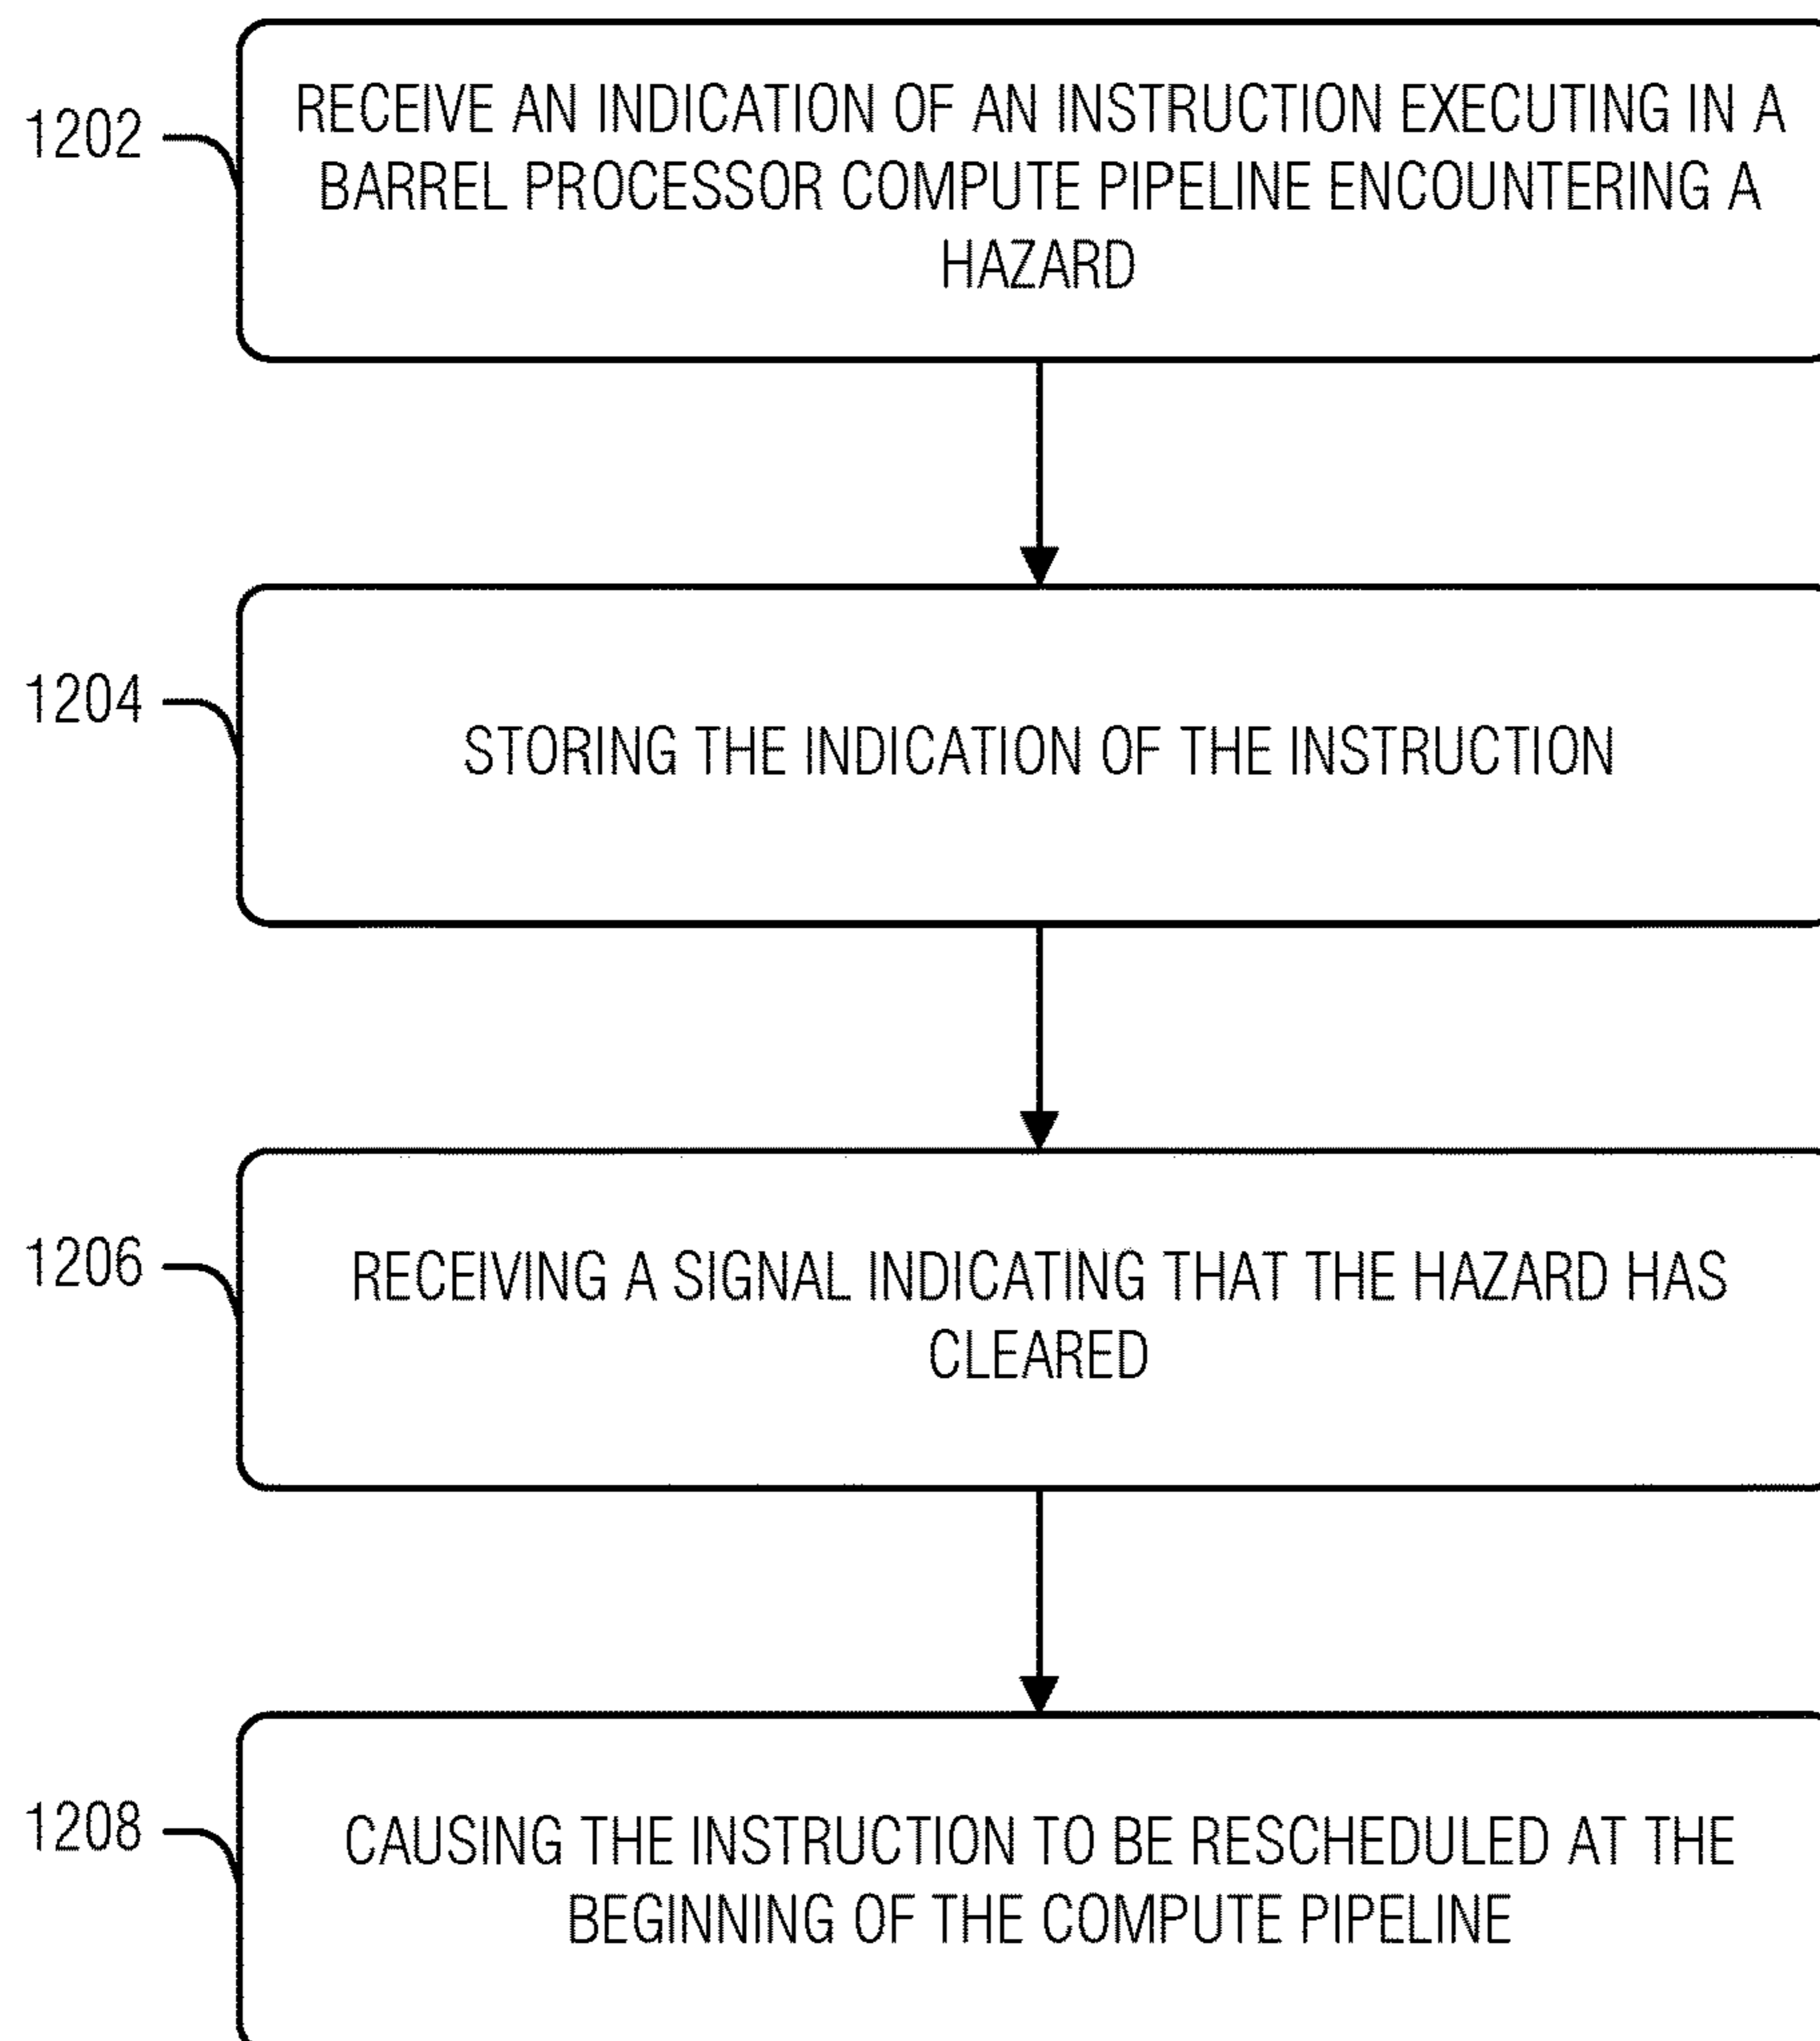 1202
RECEIVE AN INDICATION OF AN INSTRUCTION EXECUTING IN A
BARREL PROCESSOR COMPUTE PIPELINE ENCOUNTERING A
HAZARD
1204
STORING THE INDICATION OF THE INSTRUCTION
1206
RECEIVING A SIGNAL INDICATING THAT THE HAZARD HAS
CLEARED
1208
CAUSING THE INSTRUCTION TO BE RESCHEDULED AT THE
BEGINNING OF THE COMPUTE PIPELINE